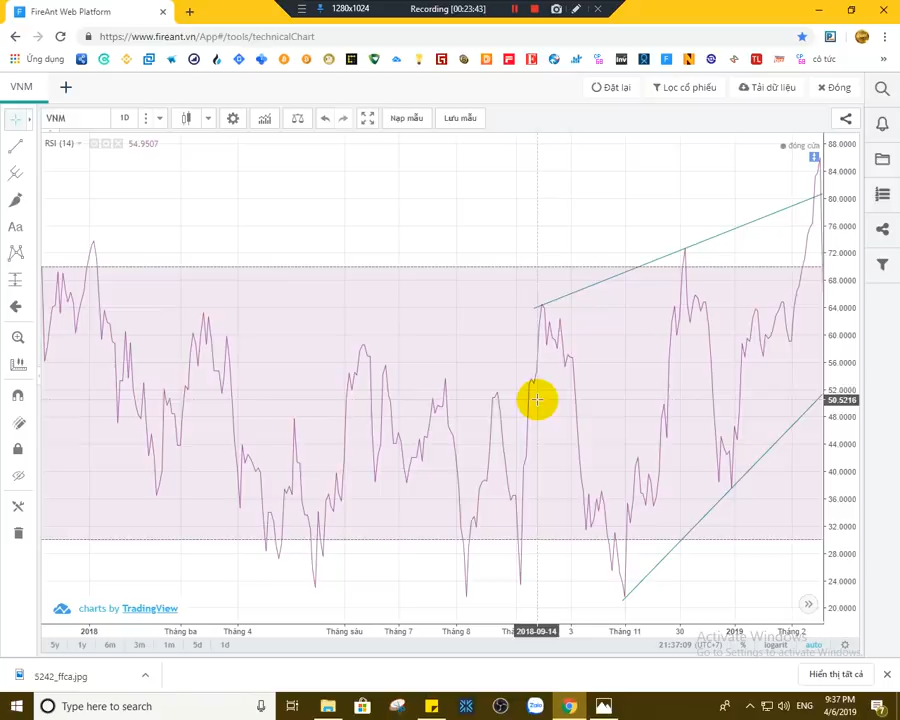 FireAnt Web Platform
1280x1024
Recording [00:23:43]
https://www.fireant.vn/App#/tools/technicalChart
Ứng dụng
có tức
VNM
Đặt lại
Lọc cổ phiếu
Tải dữ liệu
Đóng
VNM
1D
Nạp mẫu
Lưu mẫu
RSI (14)
54.9507
đóng cửa
Aa
88.0000
84.0000
80.0000
76.0000
72.0000
68.0000
64.0000
60.0000
56.0000
52.0000
50.5216
48.0000
44.0000
40.0000
36.0000
32.0000
28.0000
24.0000
20.0000
charts by TradingView
2018
Tháng ba
Tháng 4
Tháng sáu
Tháng 7
Tháng 8
2018-09-14
3
Tháng 11
30
2019
Tháng 2
5y
1y
6m
3m
1m
5d
1d
21:37:09 (UTC+7)
%
logarit
auto
Activate Windows
Go to Settings to activate Windows.
5242_ffca.jpg
Hiển thị tất cả
Type here to search
ENG
9:37 PM
4/6/2019